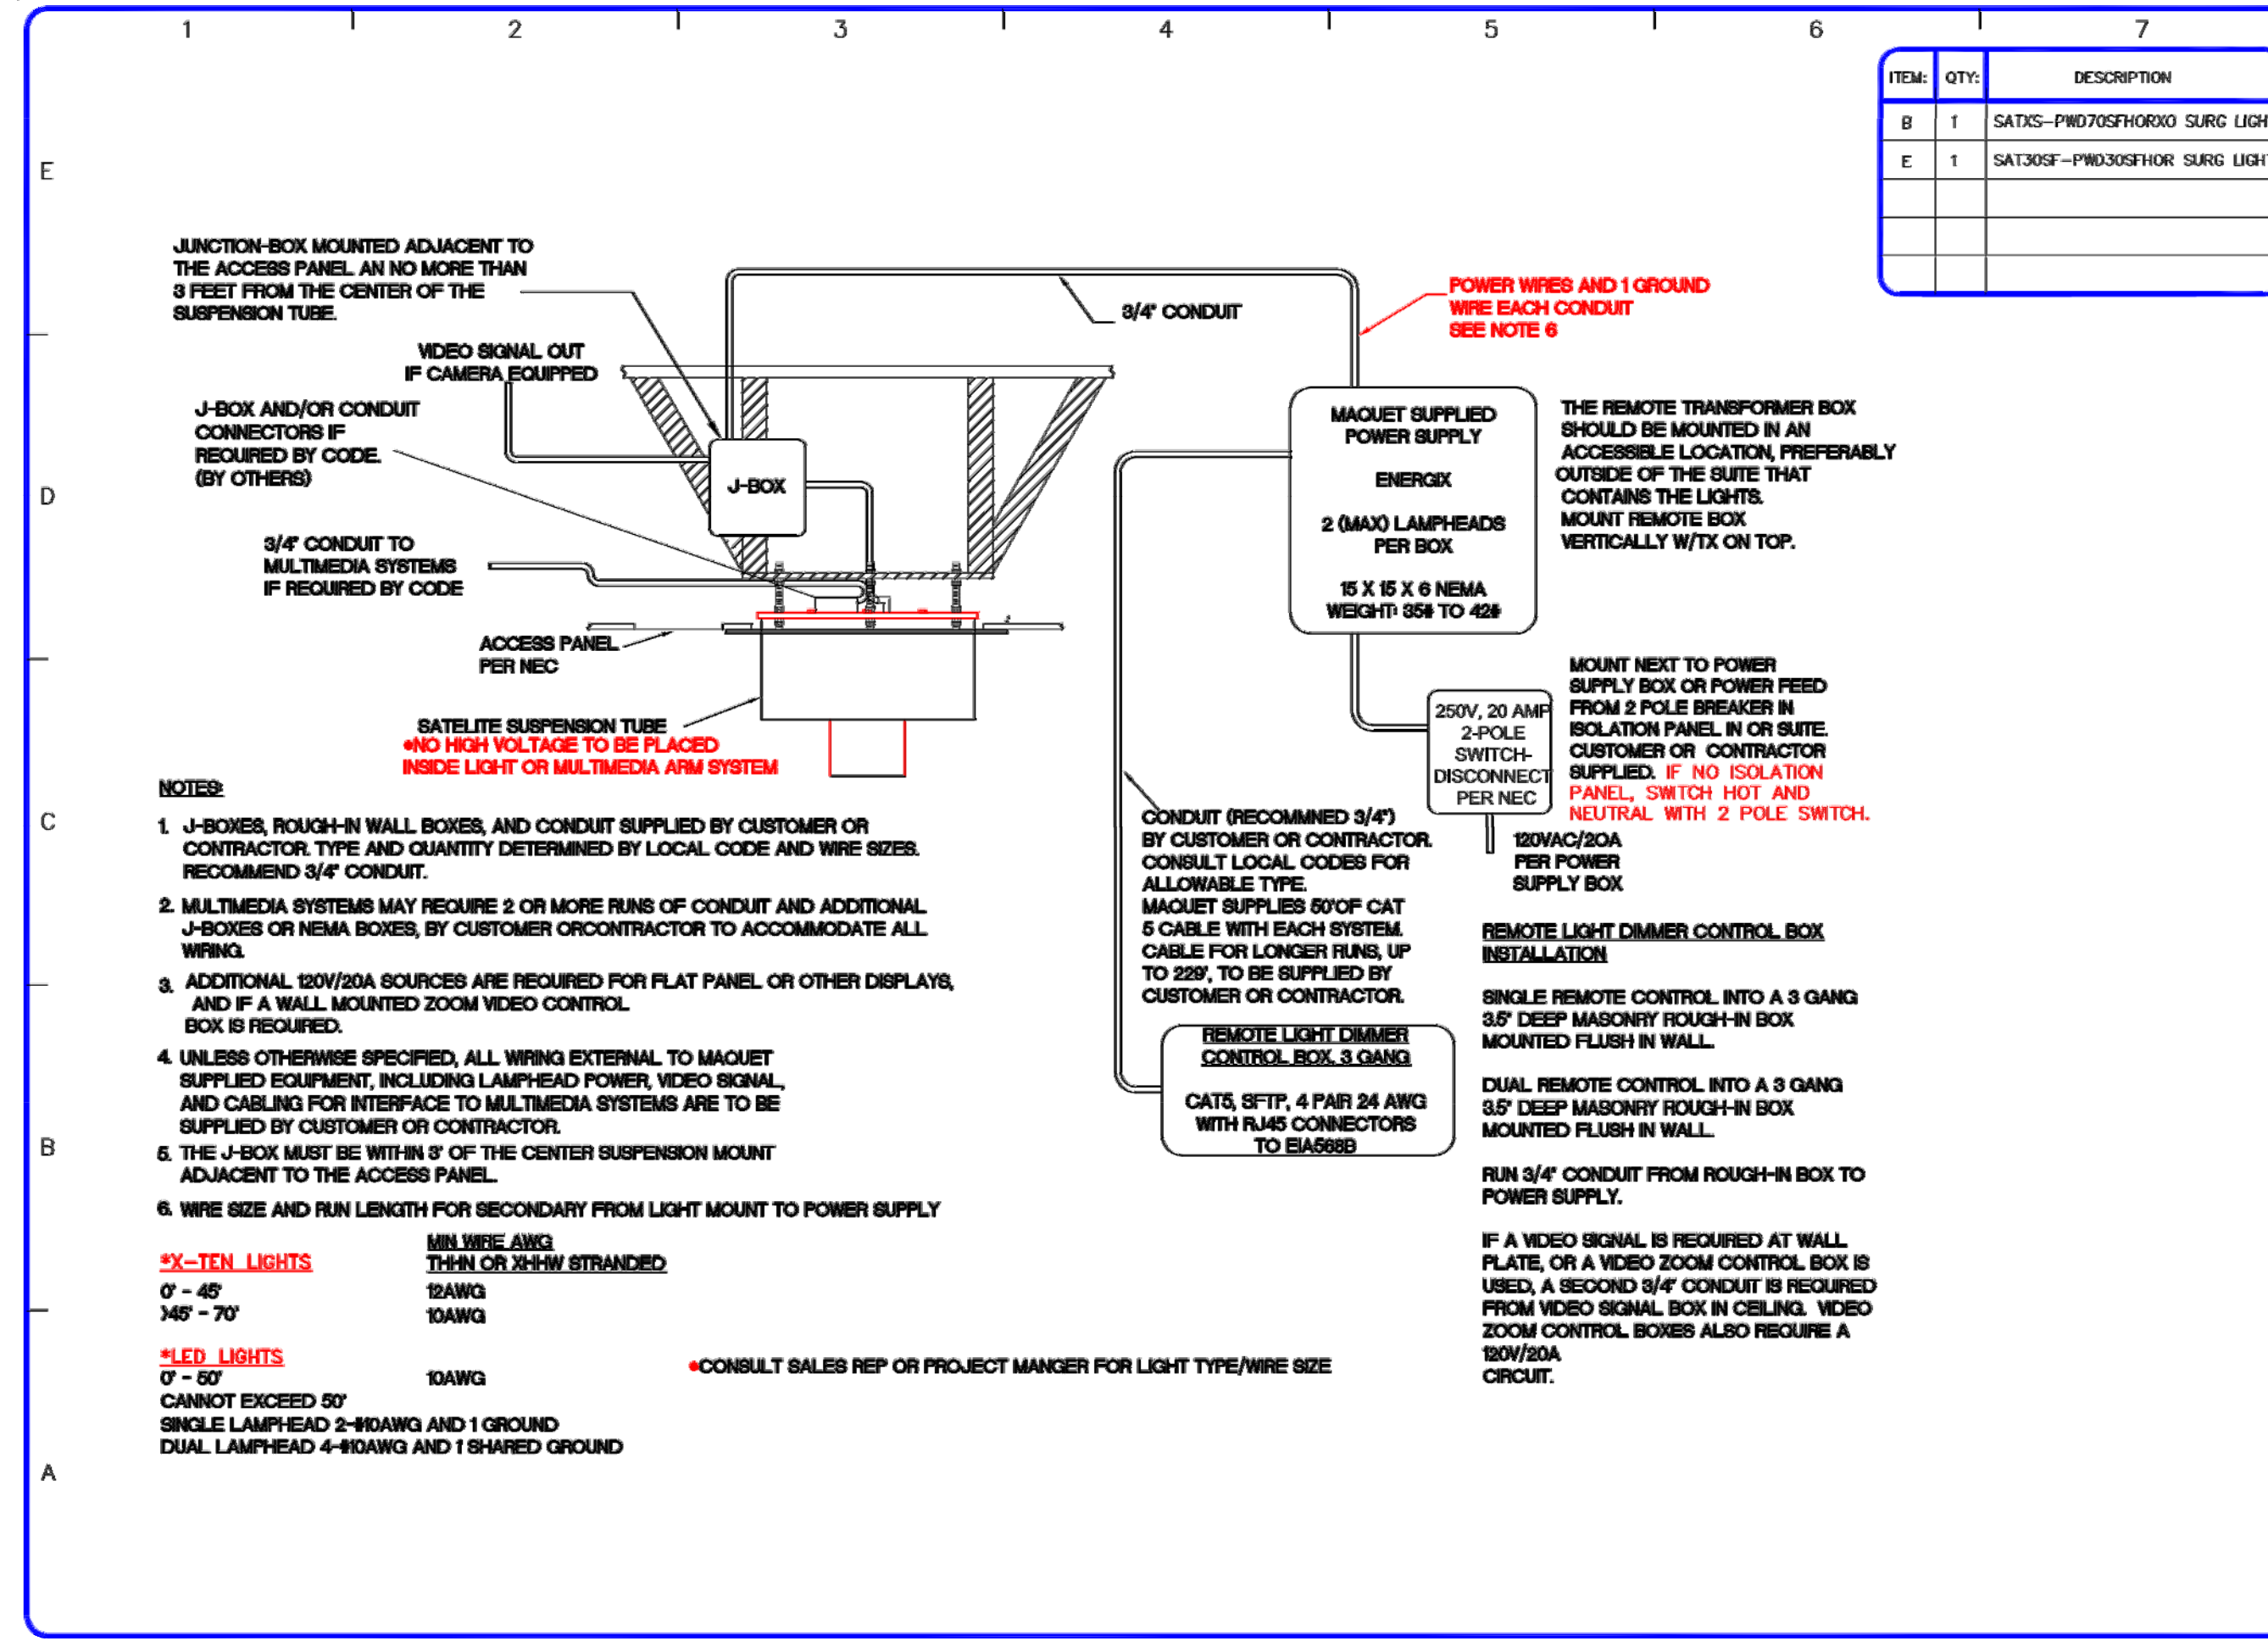 1 2 3 4 5 6 7
ITEM: QTY: DESCRIPTION
B 1 SATXS-PWD70SFHORXO SURG LIGH
E 1 SAT30SF-PWD30SFHOR SURG LIGHT
E
D
C
B
A
JUNCTION-BOX MOUNTED ADJACENT TO
THE ACCESS PANEL AN NO MORE THAN
3 FEET FROM THE CENTER OF THE
SUSPENSION TUBE.
VIDEO SIGNAL OUT
IF CAMERA EQUIPPED
J-BOX AND/OR CONDUIT
CONNECTORS IF
REQUIRED BY CODE.
(BY OTHERS)
3/4" CONDUIT TO
MULTIMEDIA SYSTEMS
IF REQUIRED BY CODE
ACCESS PANEL
PER NEC
SATELITE SUSPENSION TUBE
*NO HIGH VOLTAGE TO BE PLACED
INSIDE LIGHT OR MULTIMEDIA ARM SYSTEM
J-BOX
3/4" CONDUIT
POWER WIRES AND 1 GROUND
WIRE EACH CONDUIT
SEE NOTE 6
MAQUET SUPPLIED
POWER SUPPLY
ENERGIX
2 (MAX) LAMPHEADS
PER BOX
15 X 15 X 6 NEMA
WEIGHT: 35# TO 42#
THE REMOTE TRANSFORMER BOX
SHOULD BE MOUNTED IN AN
ACCESSIBLE LOCATION, PREFERABLY
OUTSIDE OF THE SUITE THAT
CONTAINS THE LIGHTS.
MOUNT REMOTE BOX
VERTICALLY W/TX ON TOP.
250V, 20 AMP
2-POLE
SWITCH-
DISCONNECT
PER NEC
MOUNT NEXT TO POWER
SUPPLY BOX OR POWER FEED
FROM 2 POLE BREAKER IN
ISOLATION PANEL IN OR SUITE.
CUSTOMER OR CONTRACTOR
SUPPLIED. IF NO ISOLATION
PANEL, SWITCH HOT AND
NEUTRAL WITH 2 POLE SWITCH.
120VAC/20A
PER POWER
SUPPLY BOX
CONDUIT (RECOMMNED 3/4")
BY CUSTOMER OR CONTRACTOR.
CONSULT LOCAL CODES FOR
ALLOWABLE TYPE.
MAQUET SUPPLIES 50'OF CAT
5 CABLE WITH EACH SYSTEM.
CABLE FOR LONGER RUNS, UP
TO 229', TO BE SUPPLIED BY
CUSTOMER OR CONTRACTOR.
REMOTE LIGHT DIMMER
CONTROL BOX, 3 GANG
CAT5, SFTP, 4 PAIR 24 AWG
WITH RJ45 CONNECTORS
TO EIA568B
REMOTE LIGHT DIMMER CONTROL BOX
INSTALLATION
SINGLE REMOTE CONTROL INTO A 3 GANG
3.5" DEEP MASONRY ROUGH-IN BOX
MOUNTED FLUSH IN WALL.
DUAL REMOTE CONTROL INTO A 3 GANG
3.5" DEEP MASONRY ROUGH-IN BOX
MOUNTED FLUSH IN WALL.
RUN 3/4" CONDUIT FROM ROUGH-IN BOX TO
POWER SUPPLY.
IF A VIDEO SIGNAL IS REQUIRED AT WALL
PLATE, OR A VIDEO ZOOM CONTROL BOX IS
USED, A SECOND 3/4" CONDUIT IS REQUIRED
FROM VIDEO SIGNAL BOX IN CEILING. VIDEO
ZOOM CONTROL BOXES ALSO REQUIRE A
120V/20A
CIRCUIT.
NOTES:
1. J-BOXES, ROUGH-IN WALL BOXES, AND CONDUIT SUPPLIED BY CUSTOMER OR
CONTRACTOR. TYPE AND QUANTITY DETERMINED BY LOCAL CODE AND WIRE SIZES.
RECOMMEND 3/4" CONDUIT.
2. MULTIMEDIA SYSTEMS MAY REQUIRE 2 OR MORE RUNS OF CONDUIT AND ADDITIONAL
J-BOXES OR NEMA BOXES, BY CUSTOMER ORCONTRACTOR TO ACCOMMODATE ALL
WIRING.
3. ADDITIONAL 120V/20A SOURCES ARE REQUIRED FOR FLAT PANEL OR OTHER DISPLAYS,
AND IF A WALL MOUNTED ZOOM VIDEO CONTROL
BOX IS REQUIRED.
4. UNLESS OTHERWISE SPECIFIED, ALL WIRING EXTERNAL TO MAQUET
SUPPLIED EQUIPMENT, INCLUDING LAMPHEAD POWER, VIDEO SIGNAL,
AND CABLING FOR INTERFACE TO MULTIMEDIA SYSTEMS ARE TO BE
SUPPLIED BY CUSTOMER OR CONTRACTOR.
5. THE J-BOX MUST BE WITHIN 3' OF THE CENTER SUSPENSION MOUNT
ADJACENT TO THE ACCESS PANEL.
6. WIRE SIZE AND RUN LENGTH FOR SECONDARY FROM LIGHT MOUNT TO POWER SUPPLY
MIN WIRE AWG
*X-TEN LIGHTS THHN OR XHHW STRANDED
0' - 45' 12AWG
>45' - 70' 10AWG
*LED LIGHTS
0' - 50' 10AWG
CANNOT EXCEED 50'
SINGLE LAMPHEAD 2-#10AWG AND 1 GROUND
DUAL LAMPHEAD 4-#10AWG AND 1 SHARED GROUND
*CONSULT SALES REP OR PROJECT MANGER FOR LIGHT TYPE/WIRE SIZE